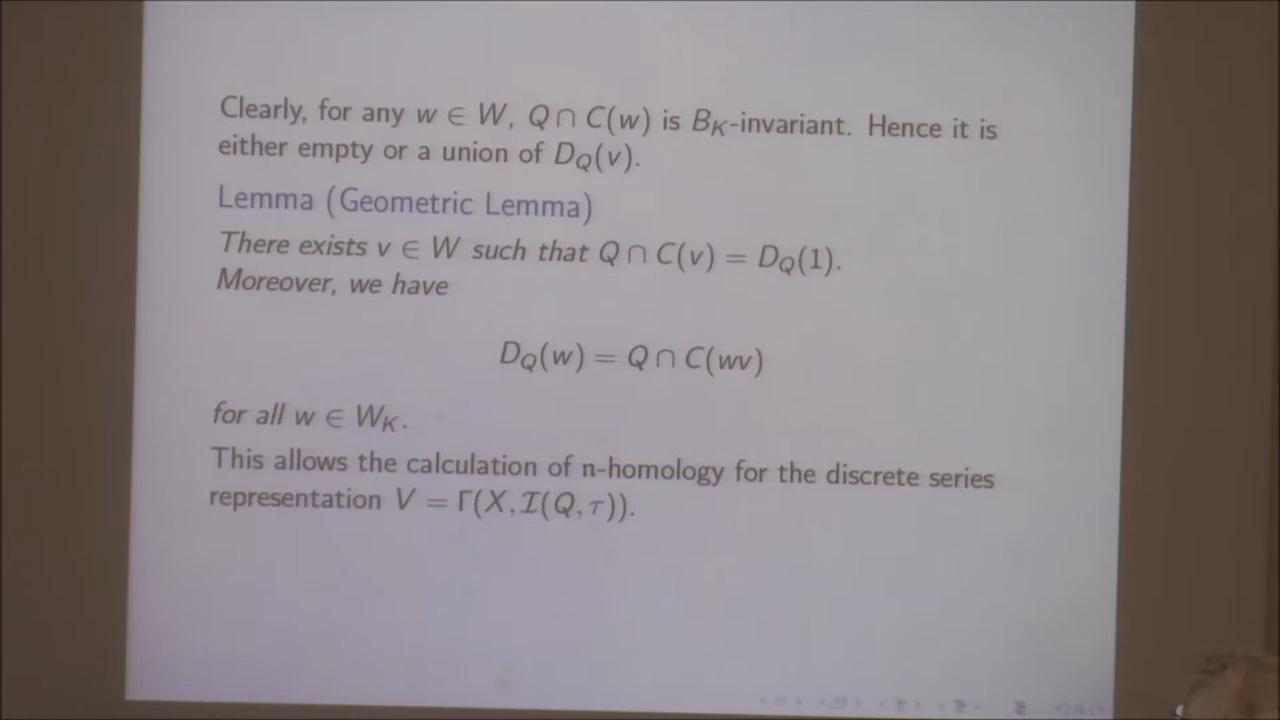 Clearly, for any w ∈ W, Q ∩ C(w) is B_K-invariant. Hence it is
either empty or a union of D_Q(v).
Lemma (Geometric Lemma)
There exists v ∈ W such that Q ∩ C(v) = D_Q(1).
Moreover, we have
D_Q(w) = Q ∩ C(wv)
for all w ∈ W_K.
This allows the calculation of n-homology for the discrete series
representation V = Γ(X, I(Q, τ)).